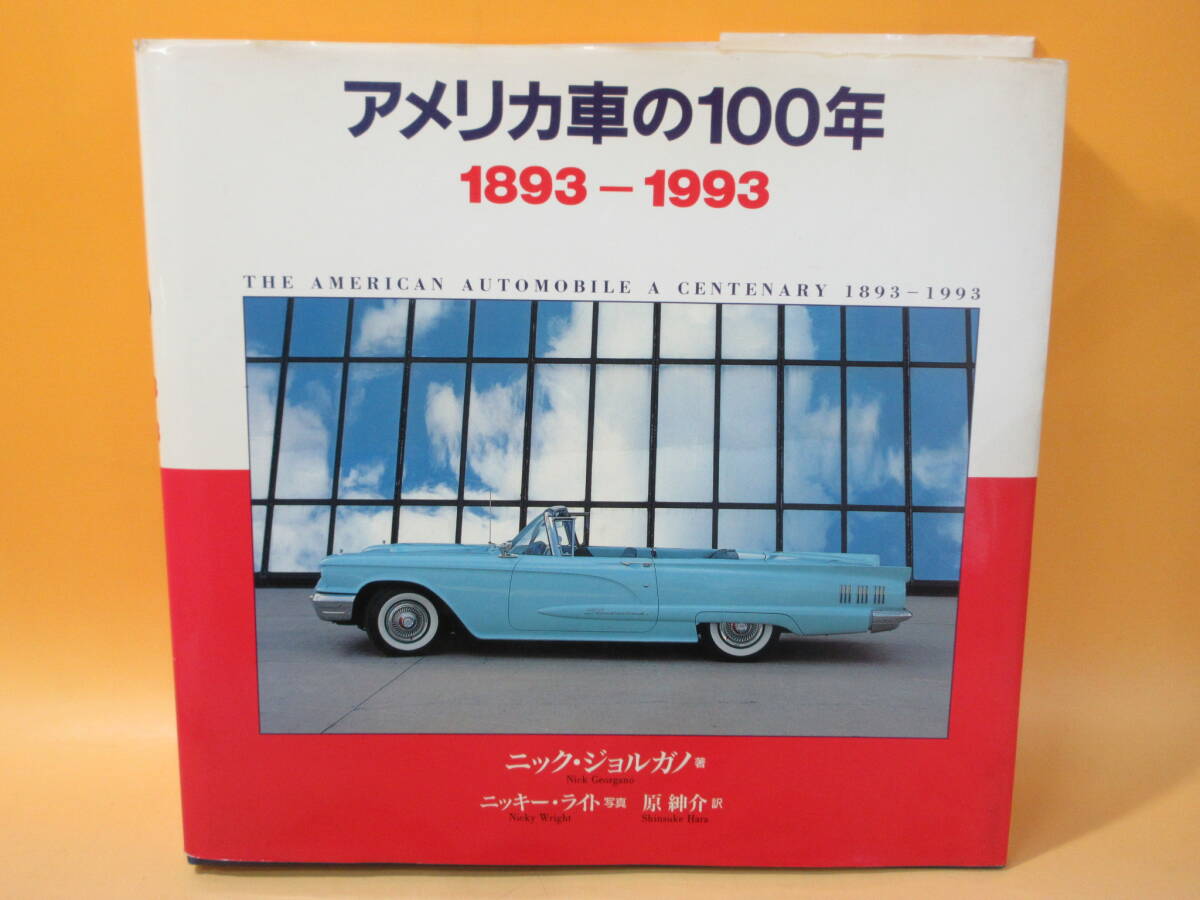 アメリカ車の100年
1893－1993
THE AMERICAN AUTOMOBILE A CENTENARY 1893－1993
ニック・ジョルガノ 著
Nick Georgano
ニッキー・ライト 写真 原 紳介 訳
Nicky Wright Shinsuke Hara